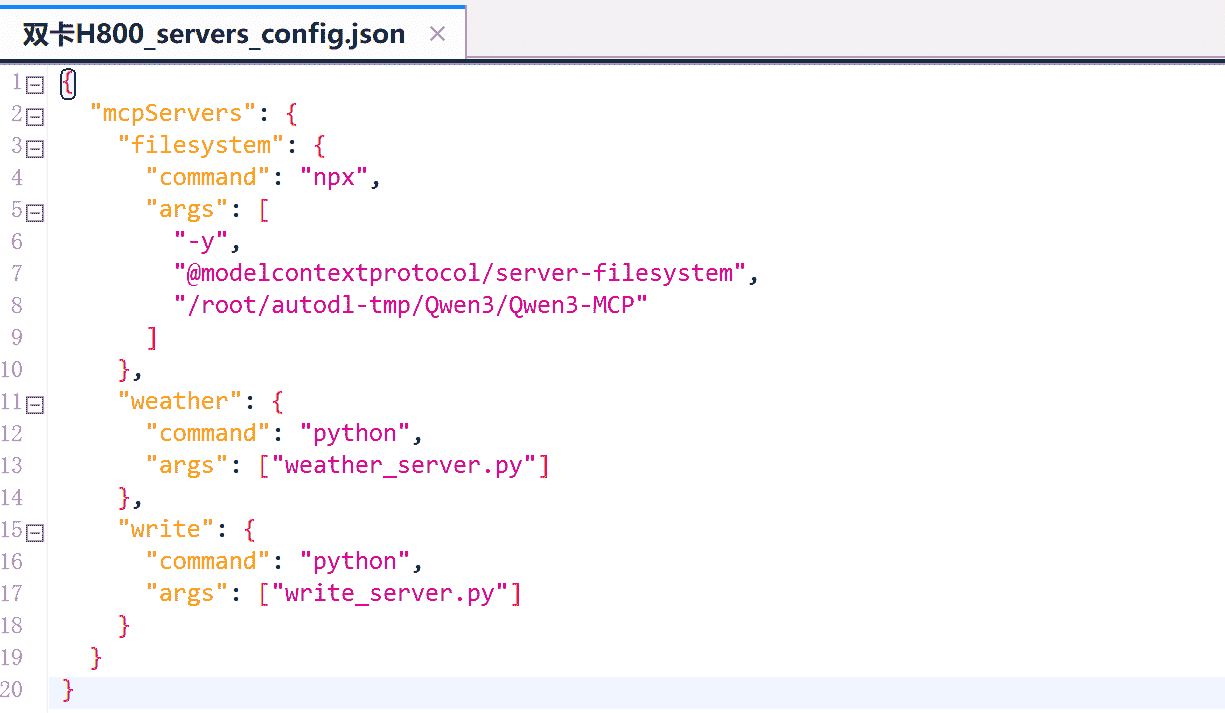 双卡H800_servers_config.json ×
1 {
2 "mcpServers": {
3 "filesystem": {
4 "command": "npx",
5 "args": [
6 "-y",
7 "@modelcontextprotocol/server-filesystem",
8 "/root/autodl-tmp/Qwen3/Qwen3-MCP"
9 ]
10 },
11 "weather": {
12 "command": "python",
13 "args": ["weather_server.py"]
14 },
15 "write": {
16 "command": "python",
17 "args": ["write_server.py"]
18 }
19 }
20 }